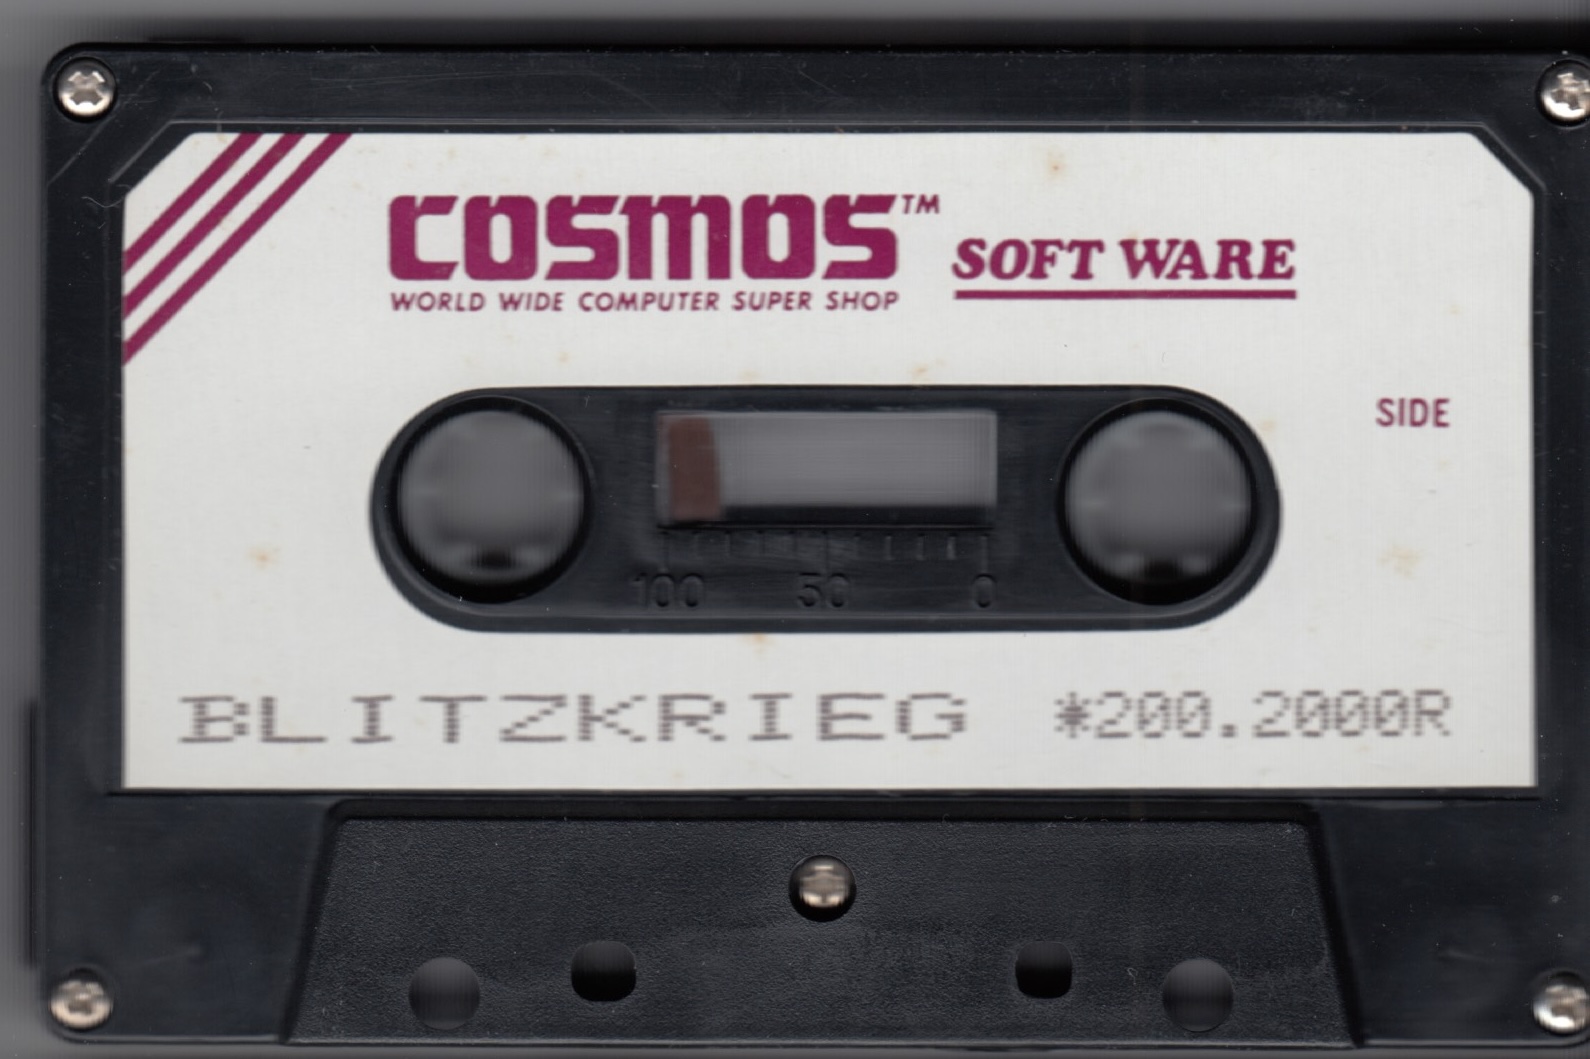 COSMOS™ SOFT WARE
WORLD WIDE COMPUTER SUPER SHOP
SIDE
100 50 0
BLITZKRIEG *200.2000R